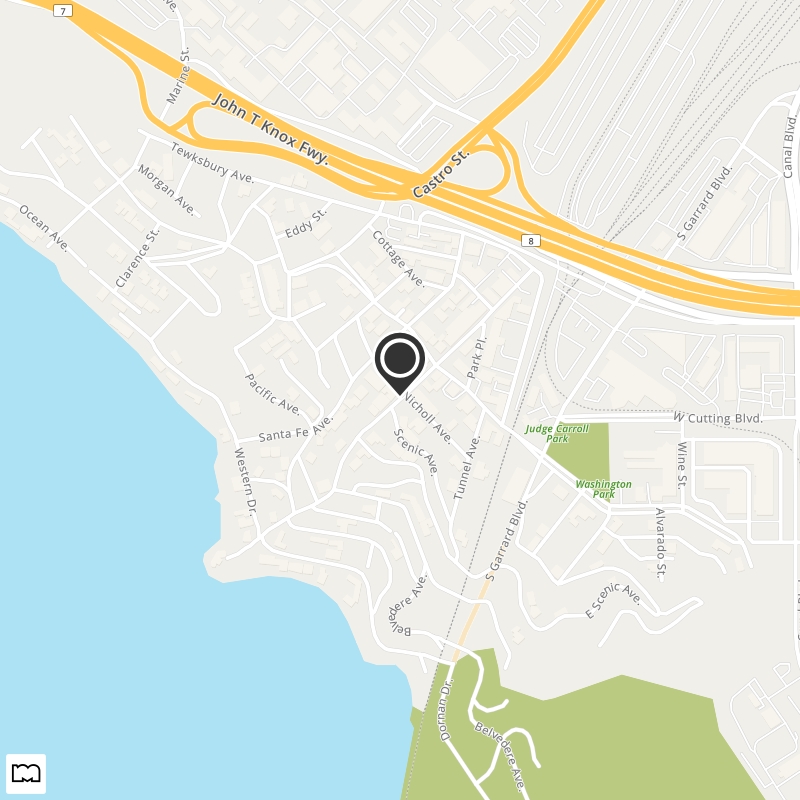 7
Marine St.
John T Knox Fwy.
Castro St.
Canal Blvd.
Tewksbury Ave.
Morgan Ave.
S Garrard Blvd.
Ocean Ave.
Eddy St.
Clarence St.
Cottage Ave.
8
Park Pl.
Pacific Ave.
Nicholl Ave.
Santa Fe Ave.
Scenic Ave.
W Cutting Blvd.
Judge Carroll
Park
Western Dr.
Tunnel Ave.
Wine St.
Washington
Park
S Garrard Blvd.
Alvarado St.
Belvedere Ave.
E Scenic Ave.
Dornan Dr.
Belvedere Ave.